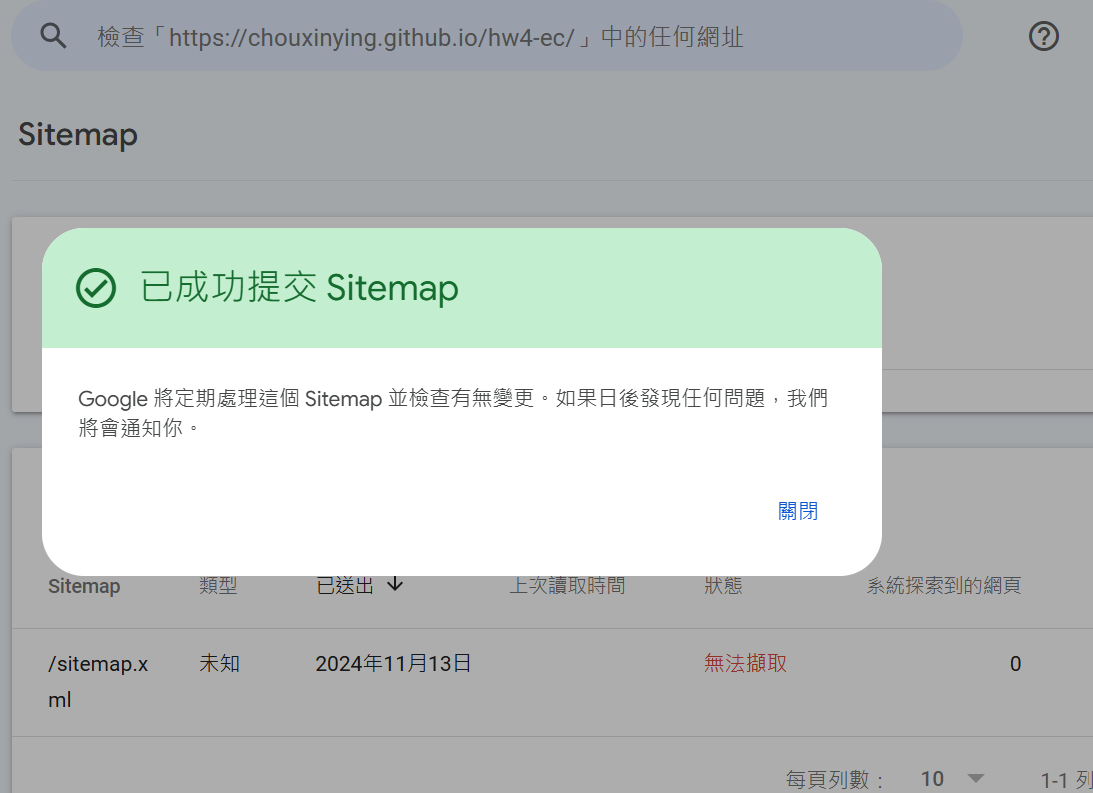 檢查「https://chouxinying.github.io/hw4-ec/」中的任何網址
Sitemap
已成功提交 Sitemap
Google 將定期處理這個 Sitemap 並檢查有無變更。如果日後發現任何問題，我們
將會通知你。
關閉
Sitemap 類型 已送出 上次讀取時間 狀態 系統探索到的網頁
/sitemap.x 未知 2024年11月13日 無法擷取 0
ml
每頁列數： 10 1-1 列